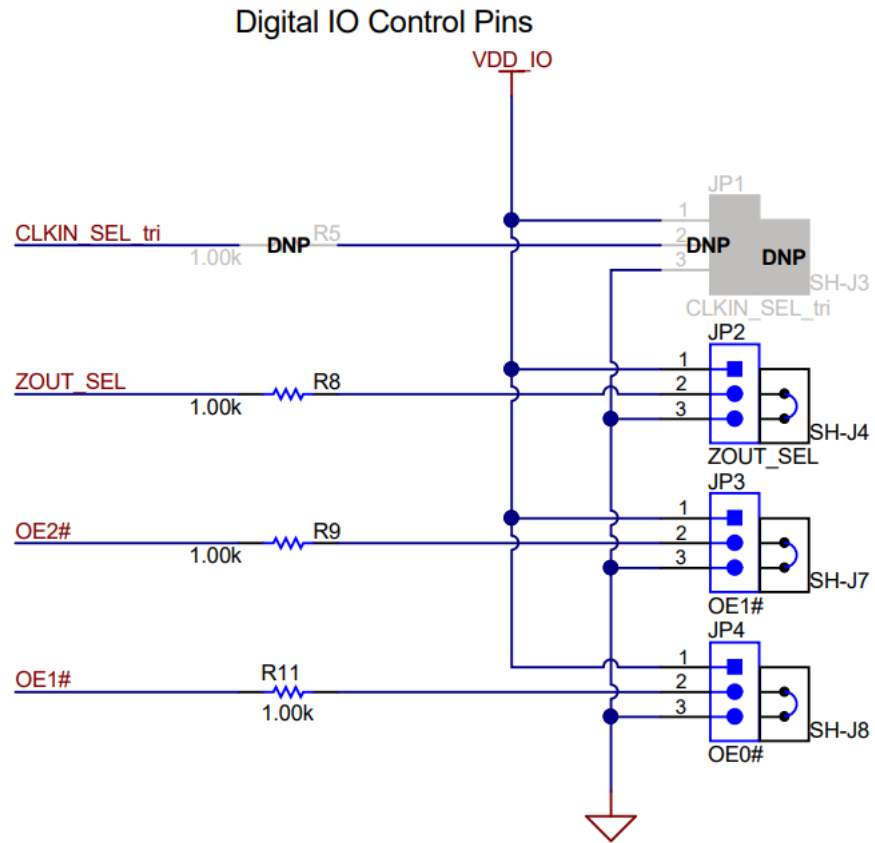 Digital IO Control Pins
VDD_IO
JP1
1
CLKIN_SEL_tri
R5
DNP
1.00k
2
DNP
DNP
3
SH-J3
CLKIN_SEL_tri
JP2
1
ZOUT_SEL
R8
1.00k
2
3
SH-J4
ZOUT_SEL
JP3
1
OE2#
R9
1.00k
2
3
SH-J7
OE1#
JP4
1
OE1#
R11
1.00k
2
3
SH-J8
OE0#